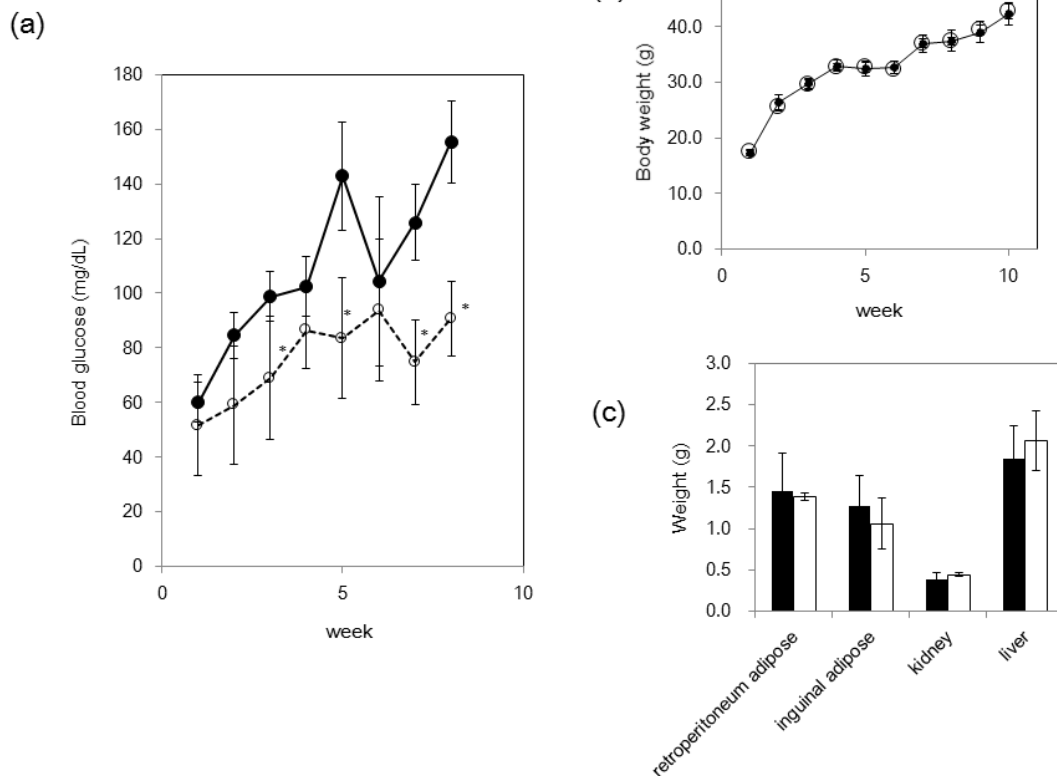 (a)
180
160
140
120
100
80
60
40
20
0
Blood glucose (mg/dL)
*
*
*
*
0
5
10
week
40.0
30.0
20.0
10.0
0.0
Body weight (g)
0
5
10
week
(c)
3.0
2.5
2.0
1.5
1.0
0.5
0.0
Weight (g)
retroperitoneum adipose
inguinal adipose
kidney
liver